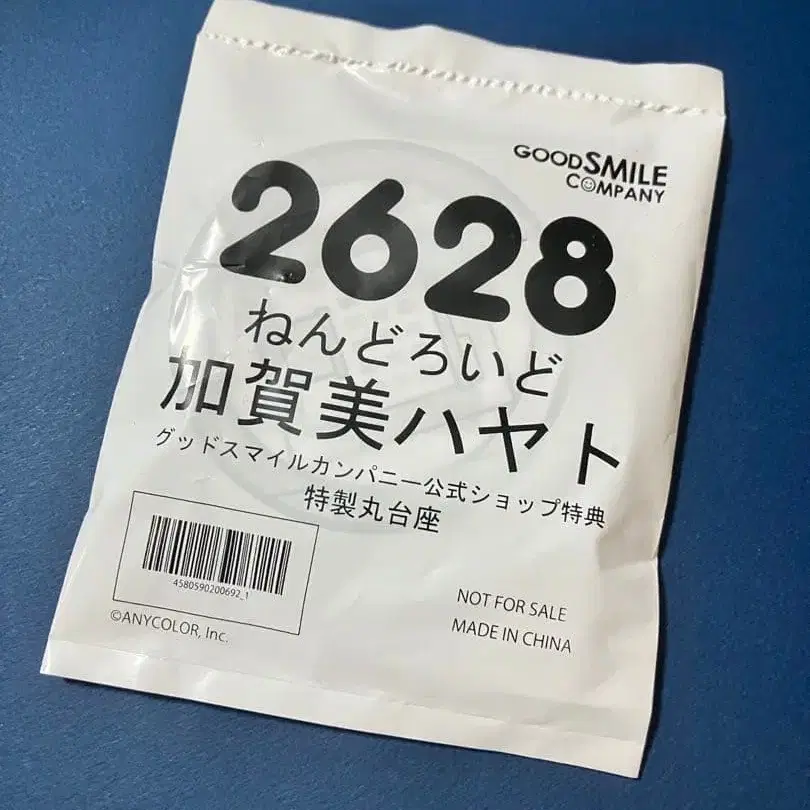 GOODSMILE
COMPANY
2628
ねんどろいど
加賀美ハヤト
グッドスマイルカンパニー公式ショップ特典
特製丸台座
4580590200692_1
©ANYCOLOR, Inc.
NOT FOR SALE
MADE IN CHINA